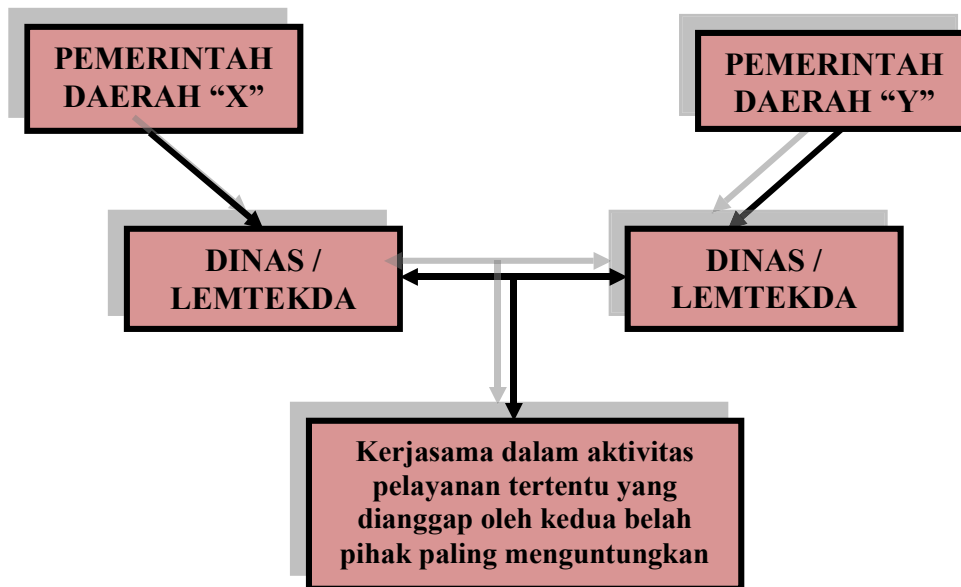 PEMERINTAH
DAERAH “X”
PEMERINTAH
DAERAH “Y”
DINAS /
LEMTEKDA
DINAS /
LEMTEKDA
Kerjasama dalam aktivitas
pelayanan tertentu yang
dianggap oleh kedua belah
pihak paling menguntungkan